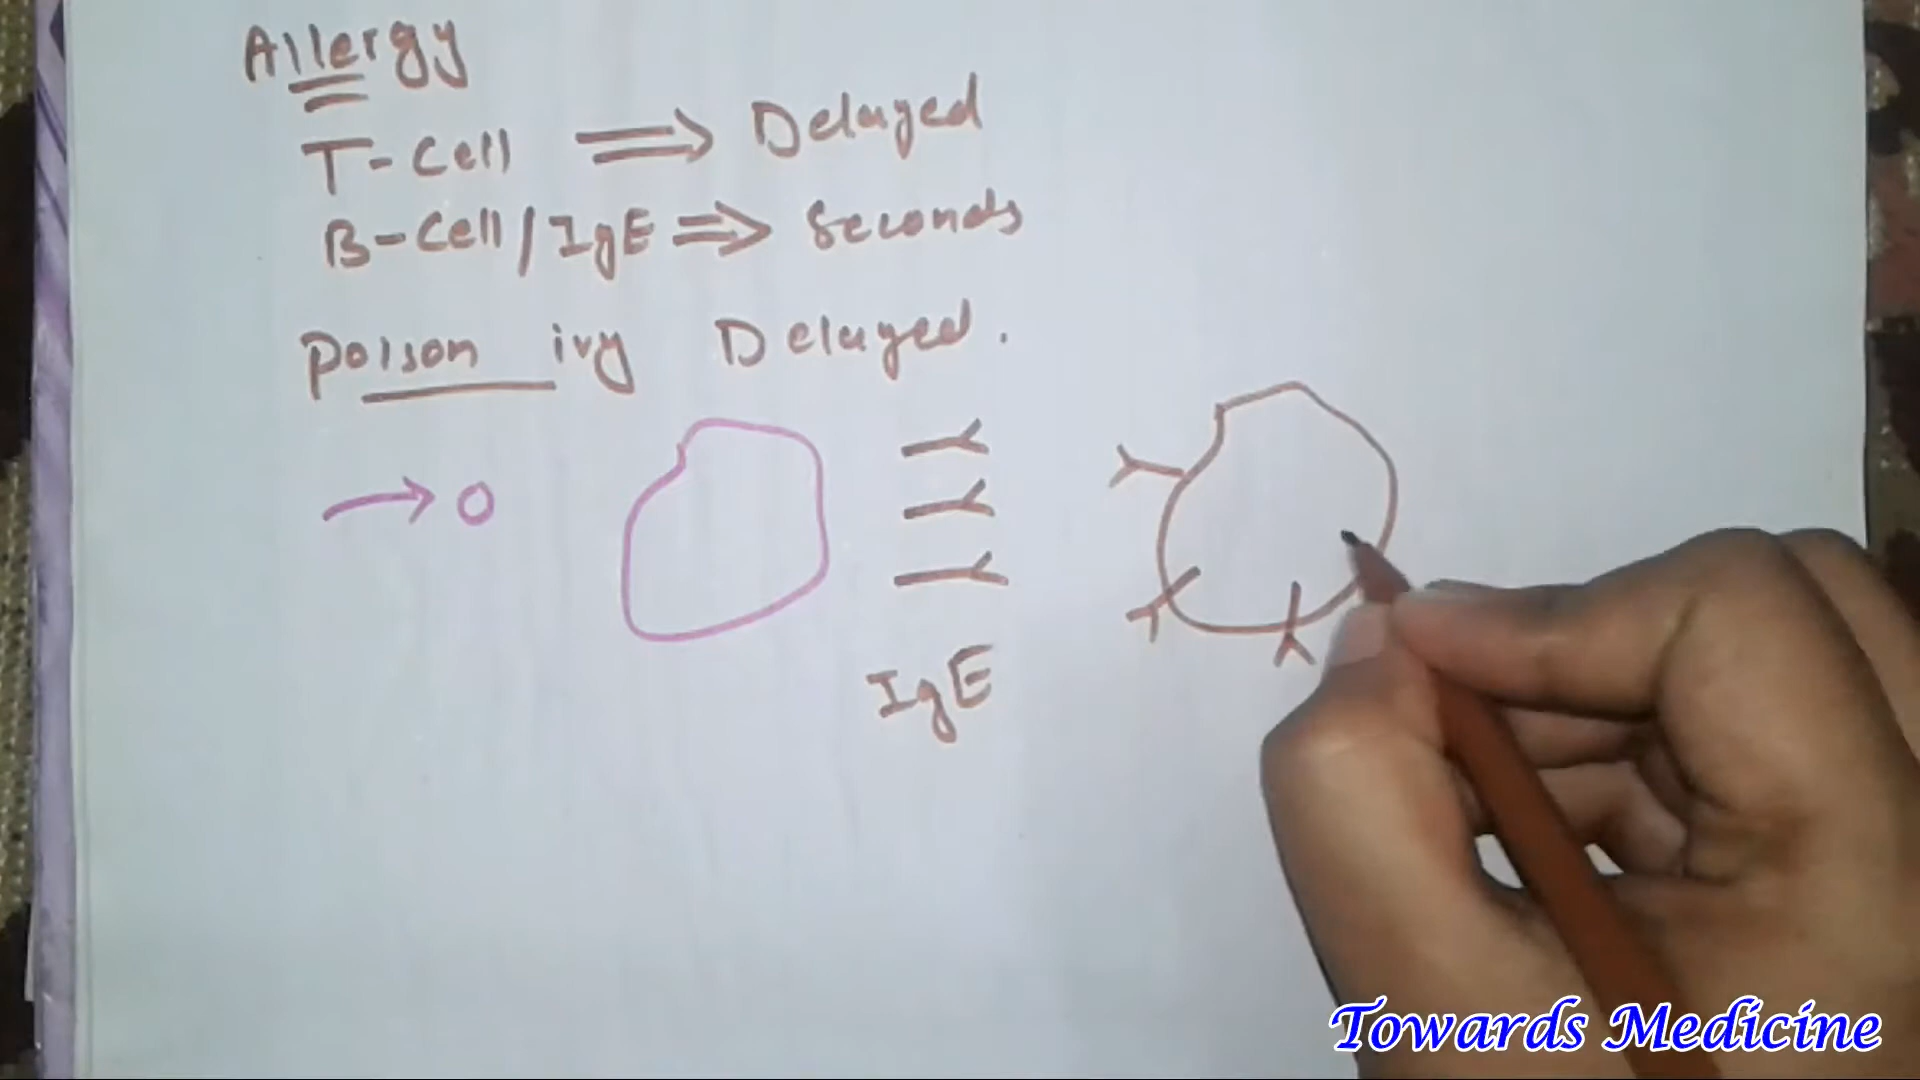 Allergy
T-Cell ⇒ Delayed
B-Cell/IgE ⇒ Seconds
Poison ivy Delayed.
IgE
Towards Medicine